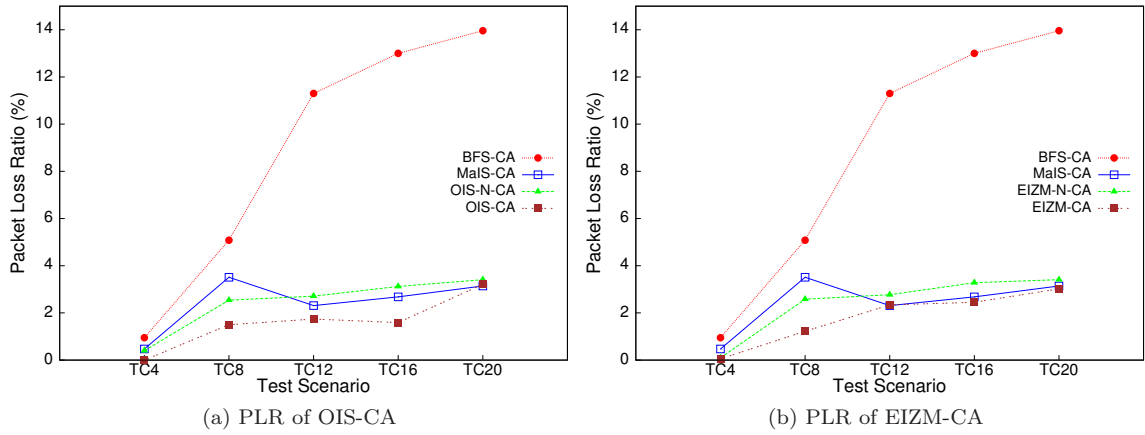 14
12
10
8
6
4
2
0
Packet Loss Ratio (%)
BFS-CA
MaIS-CA
OIS-N-CA
OIS-CA
TC4 TC8 TC12 TC16 TC20
Test Scenario
(a) PLR of OIS-CA
14
12
10
8
6
4
2
0
Packet Loss Ratio (%)
BFS-CA
MaIS-CA
EIZM-N-CA
EIZM-CA
TC4 TC8 TC12 TC16 TC20
Test Scenario
(b) PLR of EIZM-CA